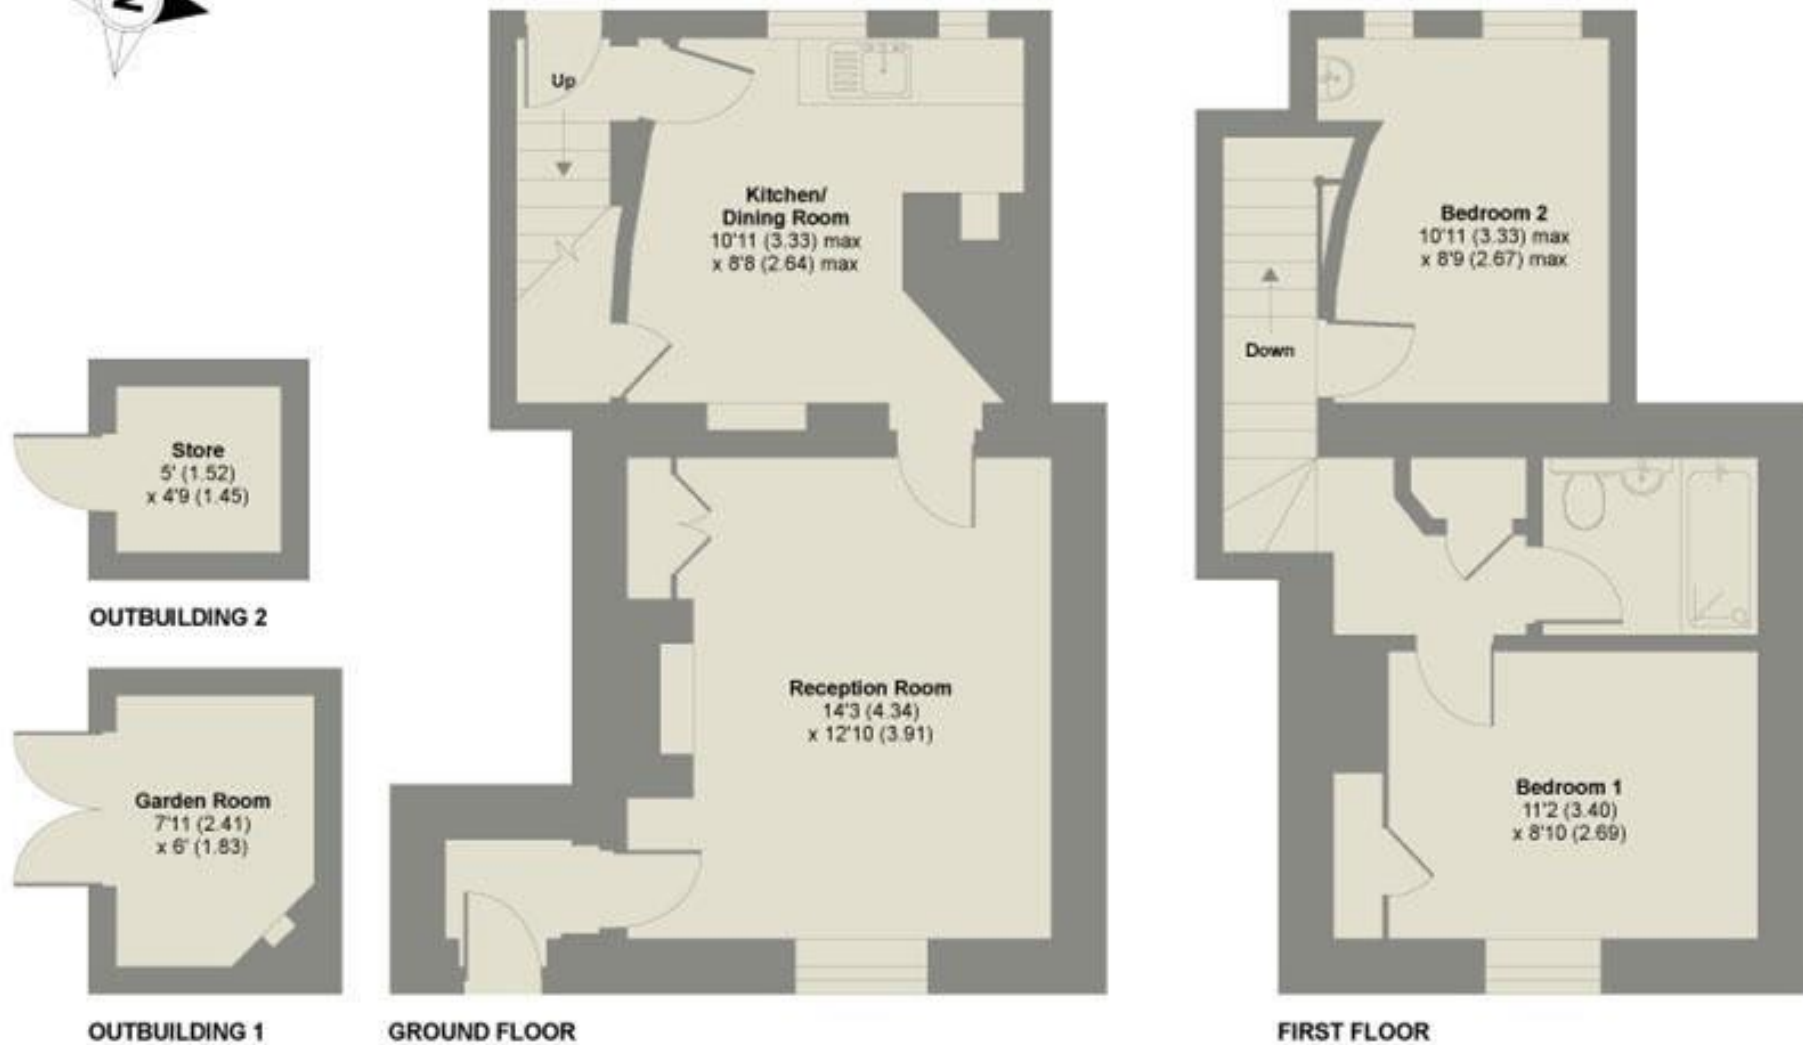 N
Up
Kitchen/
Dining Room
10'11 (3.33) max
x 8'8 (2.64) max
Bedroom 2
10'11 (3.33) max
x 8'9 (2.67) max
Down
Store
5' (1.52)
x 4'9 (1.45)
OUTBUILDING 2
Reception Room
14'3 (4.34)
x 12'10 (3.91)
Garden Room
7'11 (2.41)
x 6' (1.83)
Bedroom 1
11'2 (3.40)
x 8'10 (2.69)
OUTBUILDING 1
GROUND FLOOR
FIRST FLOOR